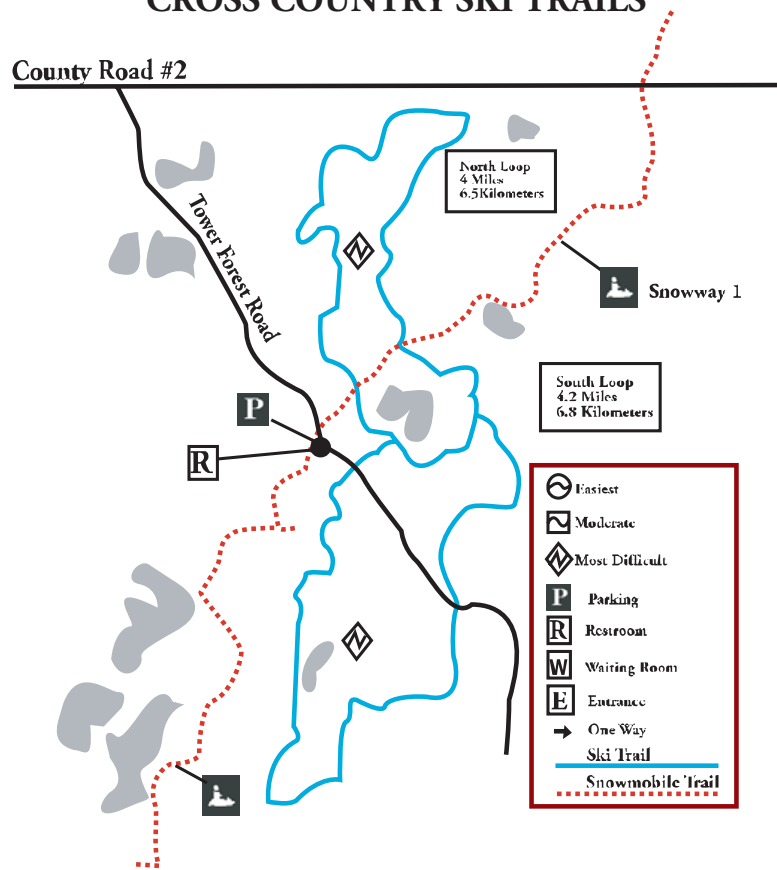 CROSS COUNTRY SKI TRAILS
County Road #2
North Loop
4 Miles
6.5Kilometers
Tower Forest Road
Snowway 1
South Loop
4.2 Miles
6.8 Kilometers
P
R
Easiest
Moderate
Most Difficult
P Parking
R Restroom
W Waiting Room
E Entrance
One Way
Ski Trail
Snowmobile Trail